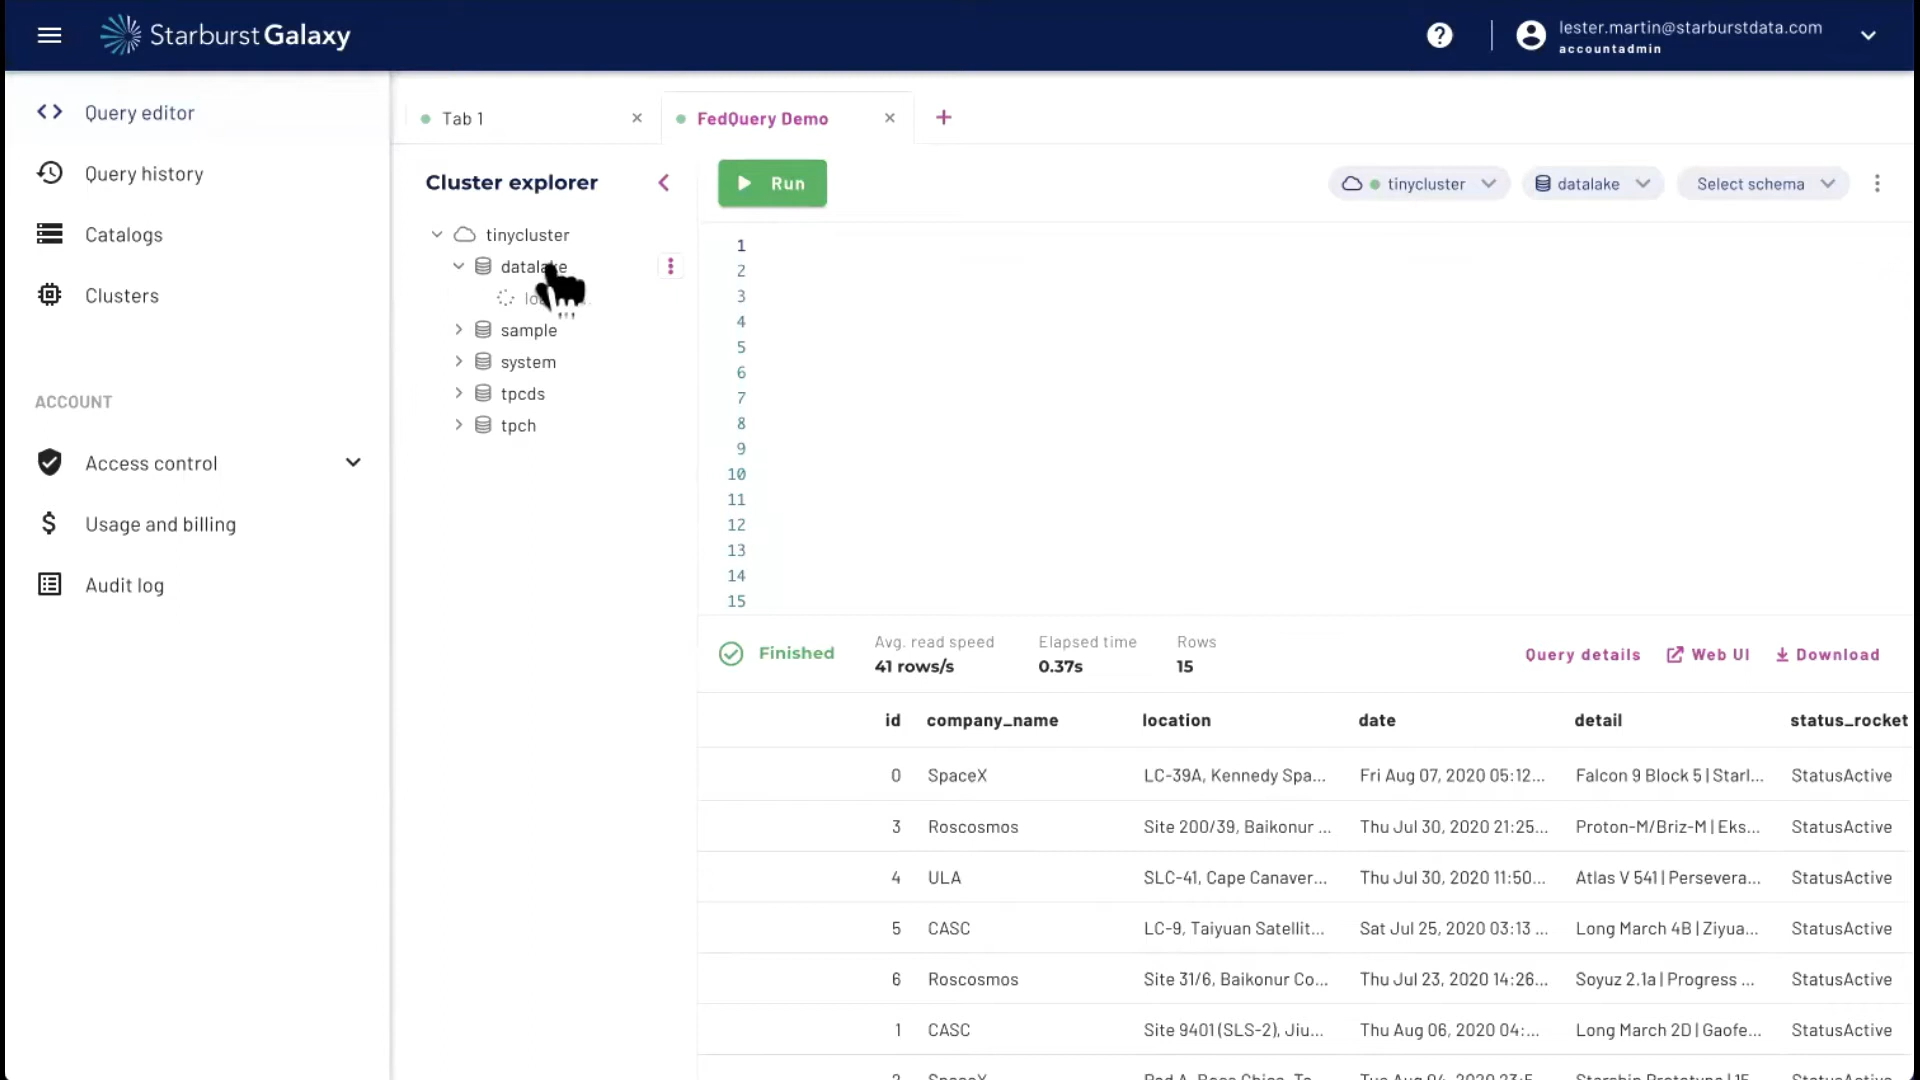 Starburst Galaxy
lester.martin@starburstdata.com
accountadmin
Query editor
Query history
Catalogs
Clusters
ACCOUNT
Access control
Usage and billing
Audit log
Tab 1
FedQuery Demo
Cluster explorer
tinycluster
datalake
sample
system
tpcds
tpch
Run
tinycluster
datalake
Select schema
1
2
3
4
5
6
7
8
9
10
11
12
13
14
15
Finished
Avg. read speed
41 rows/s
Elapsed time
0.37s
Rows
15
Query details
Web UI
Download
id company_name location date detail status_rocket
0 SpaceX LC-39A, Kennedy Spa... Fri Aug 07, 2020 05:12... Falcon 9 Block 5 | Starl... StatusActive
3 Roscosmos Site 200/39, Baikonur ... Thu Jul 30, 2020 21:25... Proton-M/Briz-M | Eks... StatusActive
4 ULA SLC-41, Cape Canaver... Thu Jul 30, 2020 11:50... Atlas V 541 | Persevera... StatusActive
5 CASC LC-9, Taiyuan Satellit... Sat Jul 25, 2020 03:13 ... Long March 4B | Ziyua... StatusActive
6 Roscosmos Site 31/6, Baikonur Co... Thu Jul 23, 2020 14:26... Soyuz 2.1a | Progress ... StatusActive
1 CASC Site 9401 (SLS-2), Jiu... Thu Aug 06, 2020 04:... Long March 2D | Gaofe... StatusActive